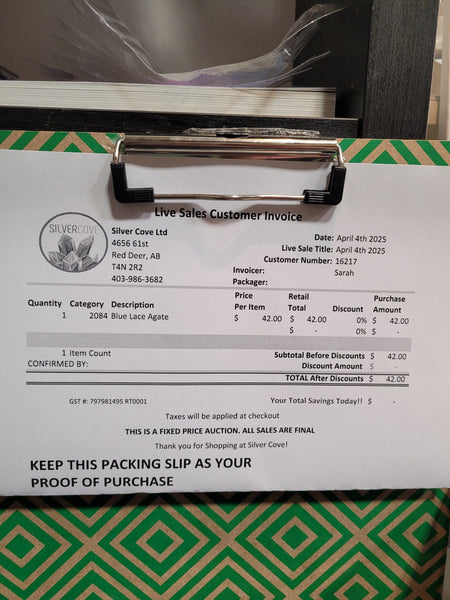 Live Sales Customer Invoice
SILVERCOVE
Silver Cove Ltd
4656 61st
Red Deer, AB
T4N 2R2
403-986-3682
Date: April 4th 2025
Live Sale Title: April 4th 2025
Customer Number: 16217
Invoicer: Sarah
Packager:
Quantity Category Description Price Per Item Retail Total Discount Purchase Amount
1 2084 Blue Lace Agate $ 42.00 $ 42.00 0% $ 42.00
$ - 0% $ -
1 Item Count Subtotal Before Discounts $ 42.00
CONFIRMED BY: Discount Amount $ -
TOTAL After Discounts $ 42.00
GST #: 797981495 RT0001 Your Total Savings Today!! $ -
Taxes will be applied at checkout
THIS IS A FIXED PRICE AUCTION. ALL SALES ARE FINAL
Thank you for Shopping at Silver Cove!
KEEP THIS PACKING SLIP AS YOUR
PROOF OF PURCHASE